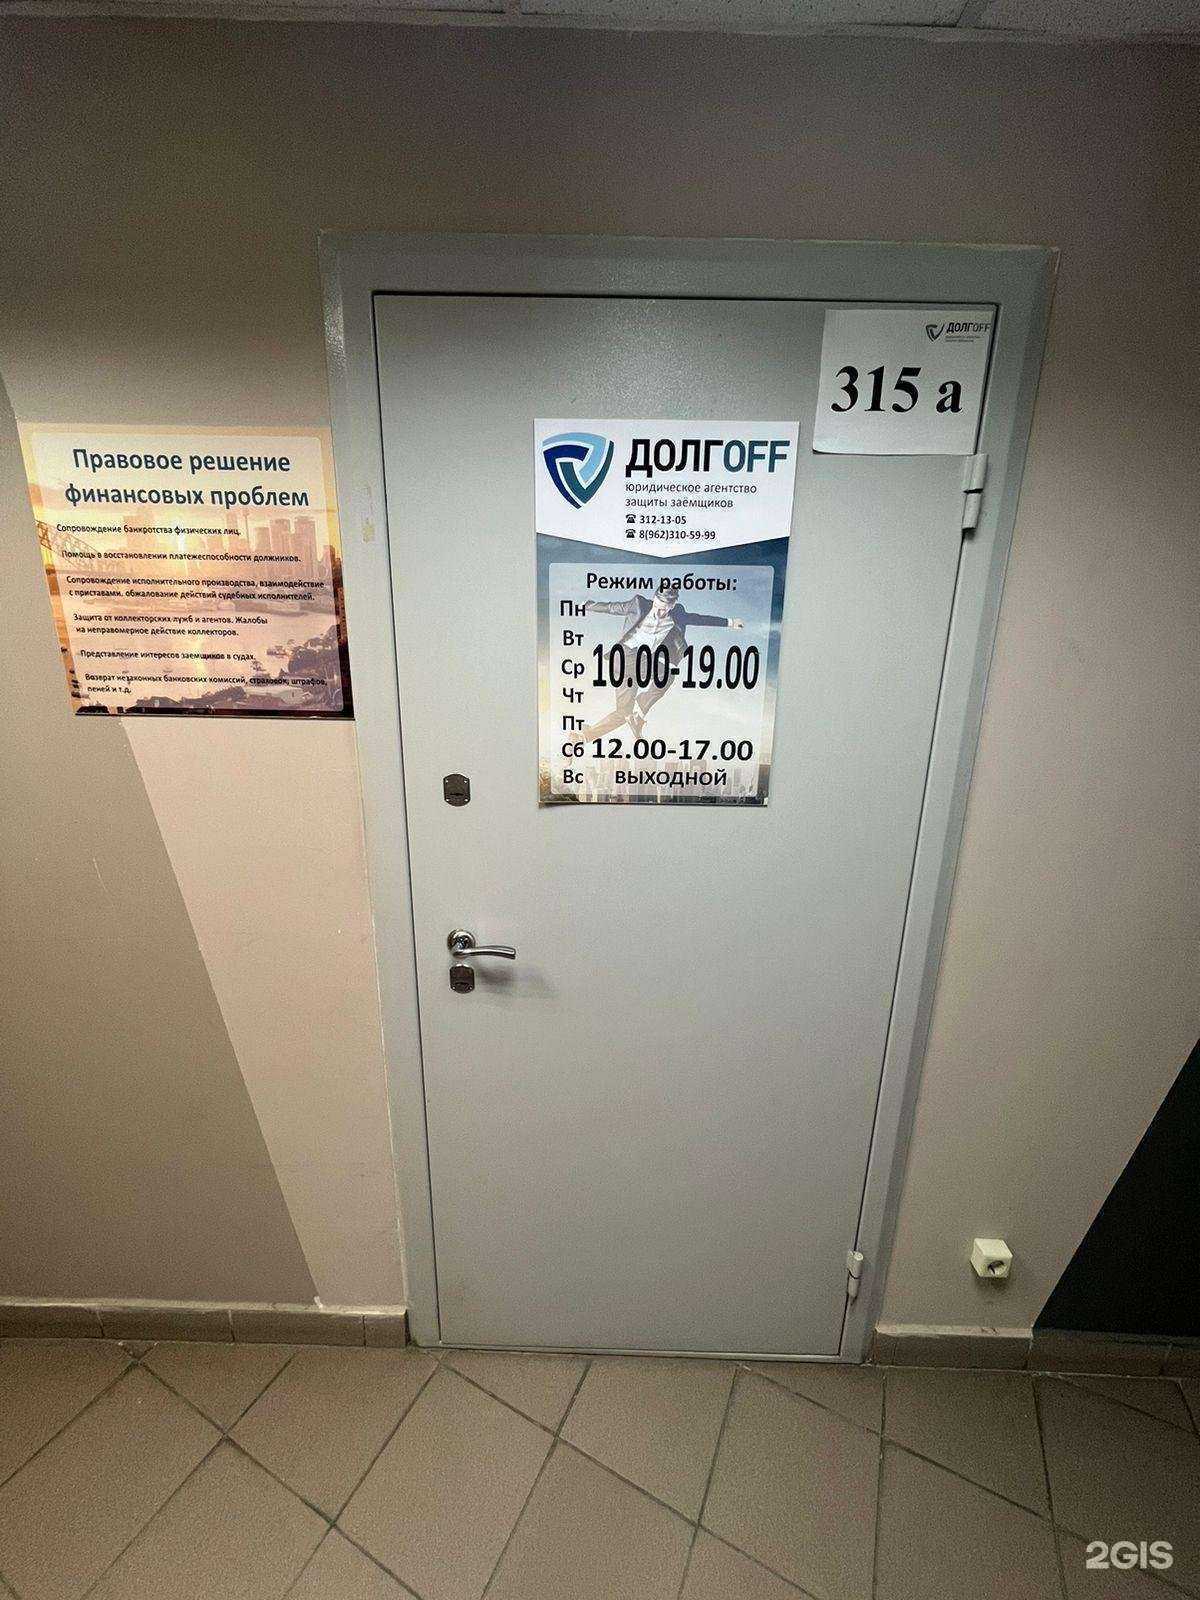 ДОЛГOFF
315 а
Правовое решение
финансовых проблем
Сопровождение банкротства физических лиц.
Помощь в восстановлении платежеспособности должников.
Сопровождение исполнительного производства, взаимодействие
с приставами. обжалование действий судебных исполнителей.
Защита от коллекторских лужб и агентов. Жалобы
на неправомерное действие коллекторов.
Представление интересов заемщиков в судах.
Возврат незаконных банковских комиссий, страховок, штрафов,
пеней и т.д.
ДОЛГOFF
юридическое агентство
защиты заёмщиков
☎ 312-13-05
☎ 8(962)310-59-99
Режим работы:
Пн
Вт
Ср 10.00-19.00
Чт
Пт
Сб 12.00-17.00
Вс ВЫХОДНОЙ
2GIS